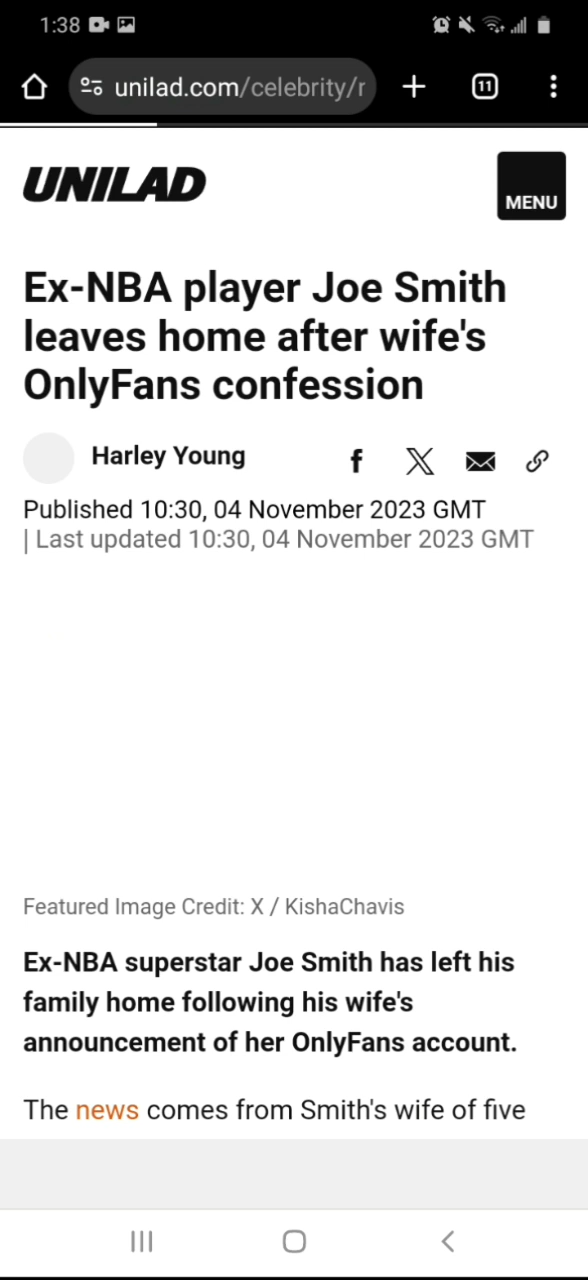 1:38
unilad.com/celebrity/r
11
UNILAD
MENU
Ex-NBA player Joe Smith
leaves home after wife's
OnlyFans confession
Harley Young
Published 10:30, 04 November 2023 GMT
| Last updated 10:30, 04 November 2023 GMT
Featured Image Credit: X / KishaChavis
Ex-NBA superstar Joe Smith has left his
family home following his wife's
announcement of her OnlyFans account.
The news comes from Smith's wife of five